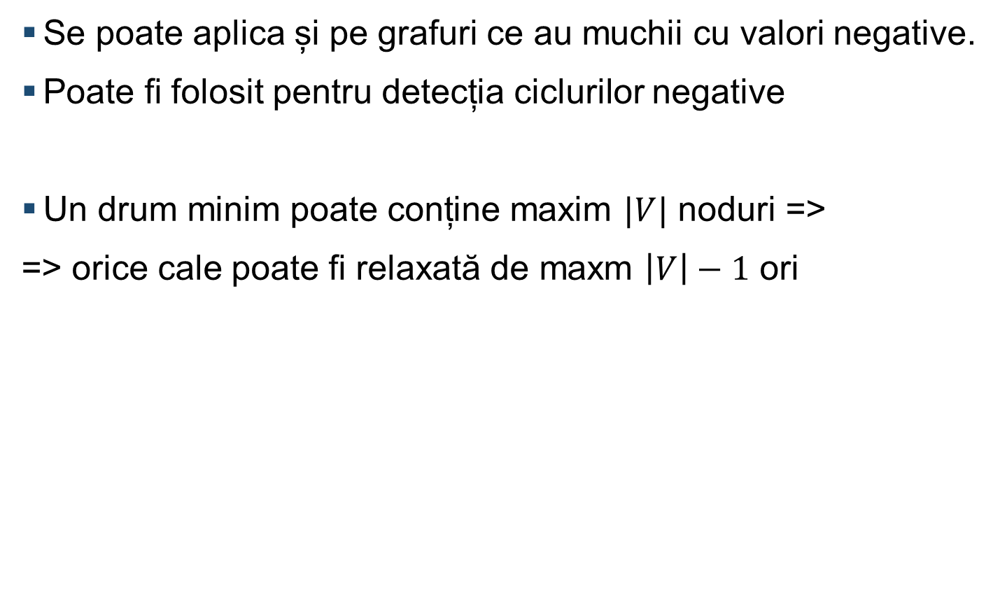 ▪ Se poate aplica și pe grafuri ce au muchii cu valori negative.
▪ Poate fi folosit pentru detecția ciclurilor negative
▪ Un drum minim poate conține maxim |V| noduri =>
=> orice cale poate fi relaxată de maxm |V| − 1 ori